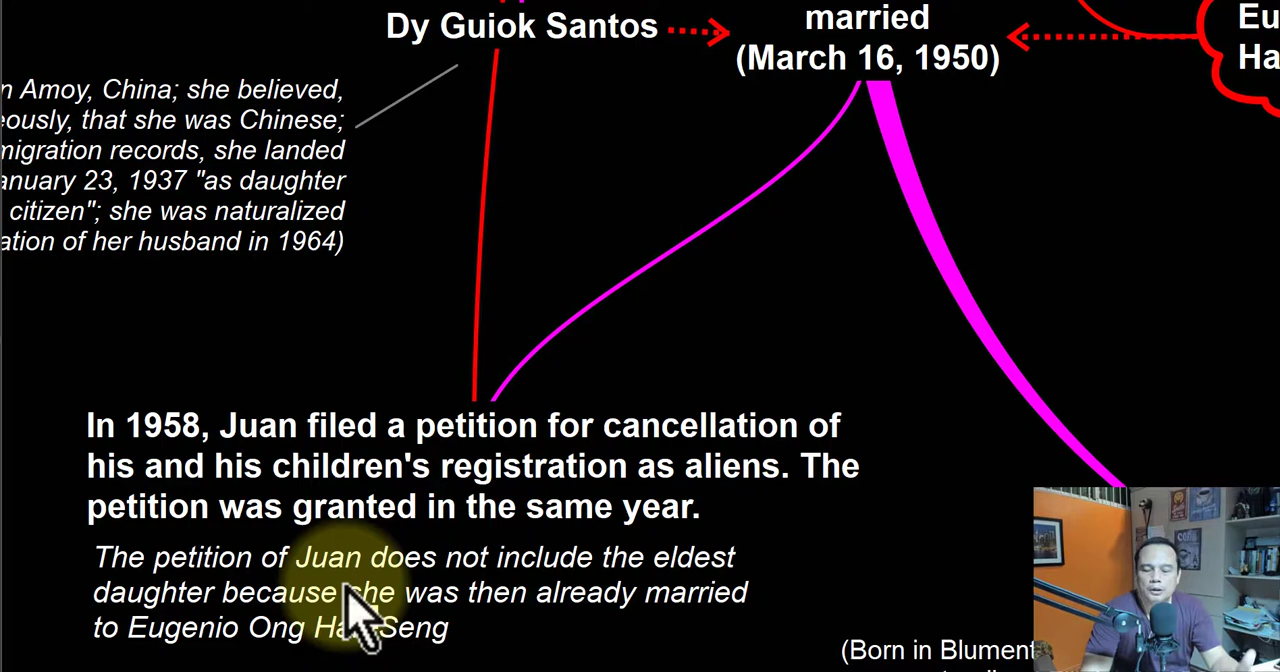 Dy Guiok Santos
married
(March 16, 1950)
Eu
Ha
n Amoy, China; she believed,
eously, that she was Chinese;
migration records, she landed
anuary 23, 1937 "as daughter
citizen"; she was naturalized
ation of her husband in 1964)
In 1958, Juan filed a petition for cancellation of
his and his children's registration as aliens. The
petition was granted in the same year.
The petition of Juan does not include the eldest
daughter because she was then already married
to Eugenio Ong Han Seng
(Born in Blument